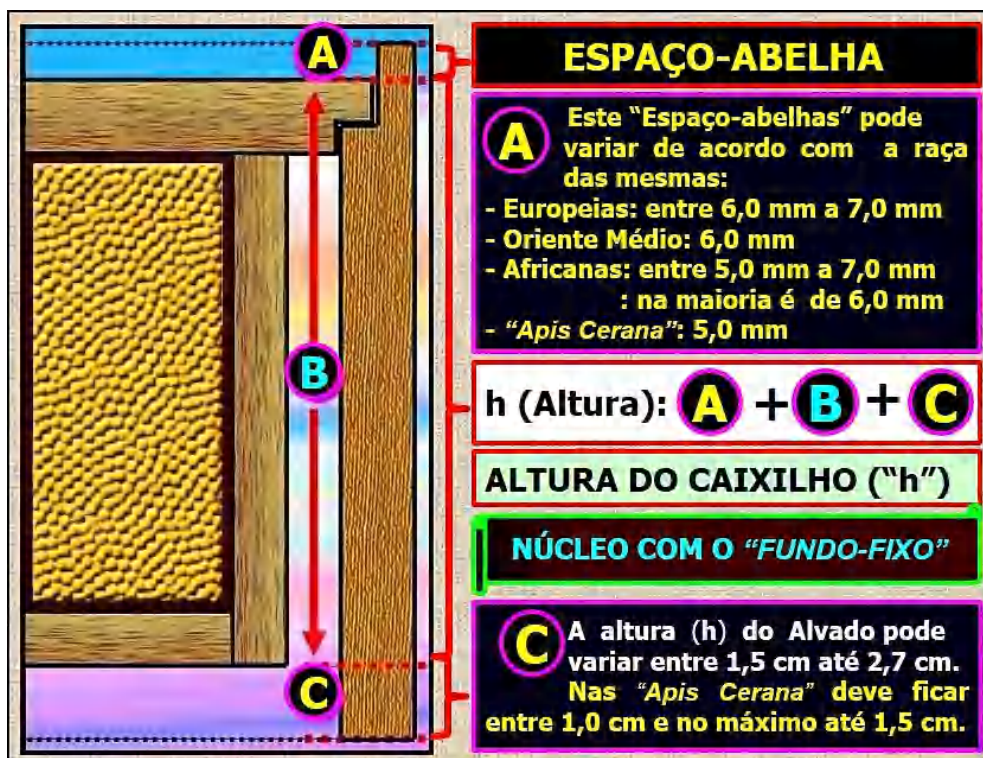 A
B
C
ESPAÇO-ABELHA
A
Este “Espaço-abelhas” pode
variar de acordo com a raça
das mesmas:
- Europeias: entre 6,0 mm a 7,0 mm
- Oriente Médio: 6,0 mm
- Africanas: entre 5,0 mm a 7,0 mm
: na maioria é de 6,0 mm
- “Apis Cerana”: 5,0 mm
h (Altura): A + B + C
ALTURA DO CAIXILHO (“h”)
NÚCLEO COM O “FUNDO-FIXO”
C
A altura (h) do Alvado pode
variar entre 1,5 cm até 2,7 cm.
Nas “Apis Cerana” deve ficar
entre 1,0 cm e no máximo até 1,5 cm.